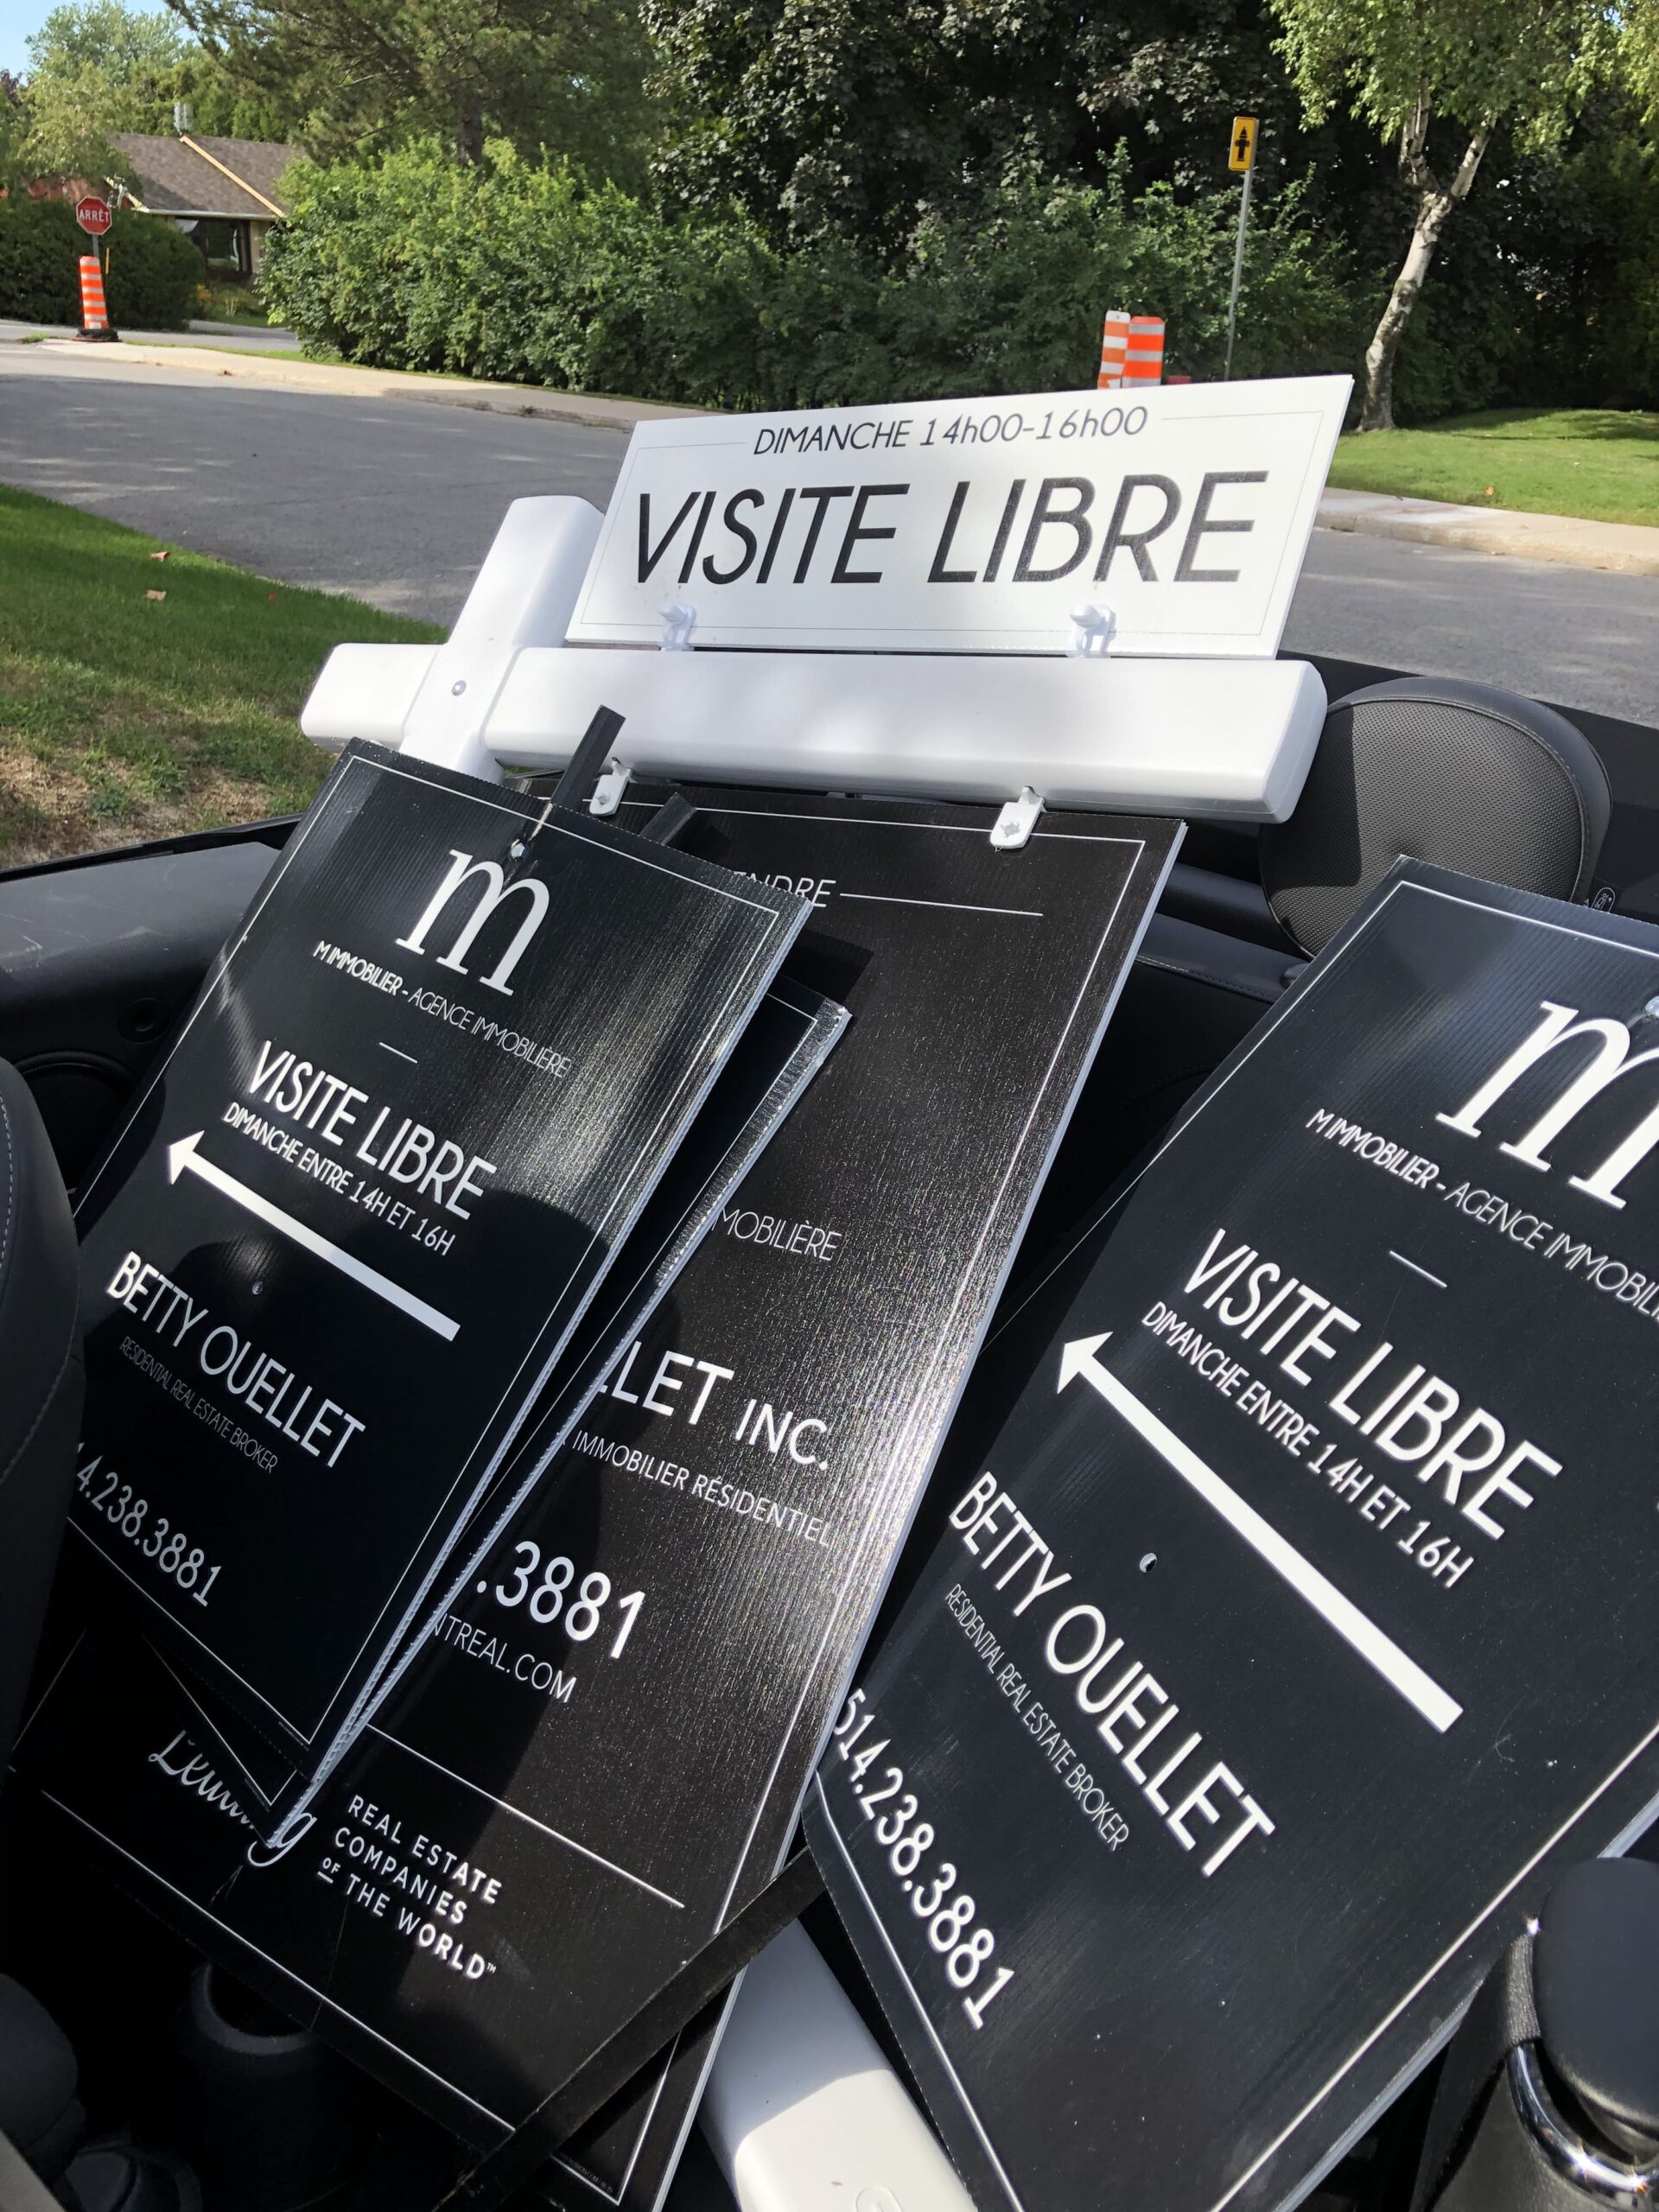 ARRÊT
DIMANCHE 14h00-16h00
VISITE LIBRE
m
M IMMOBILIER - AGENCE IMMOBILIÈRE
VISITE LIBRE
DIMANCHE ENTRE 14H ET 16H
BETTY OUELLET
RESIDENTIAL REAL ESTATE BROKER
4.238.3881
ENDRE
MOBILIÈRE
LLET INC.
IMMOBILIER RÉSIDENTIEL
.3881
NTREAL.COM
REAL ESTATE
COMPANIES
OF THE WORLD™
m
M IMMOBILIER - AGENCE IMMOBILI
VISITE LIBRE
DIMANCHE ENTRE 14H ET 16H
BETTY OUELLET
RESIDENTIAL REAL ESTATE BROKER
514.238.3881